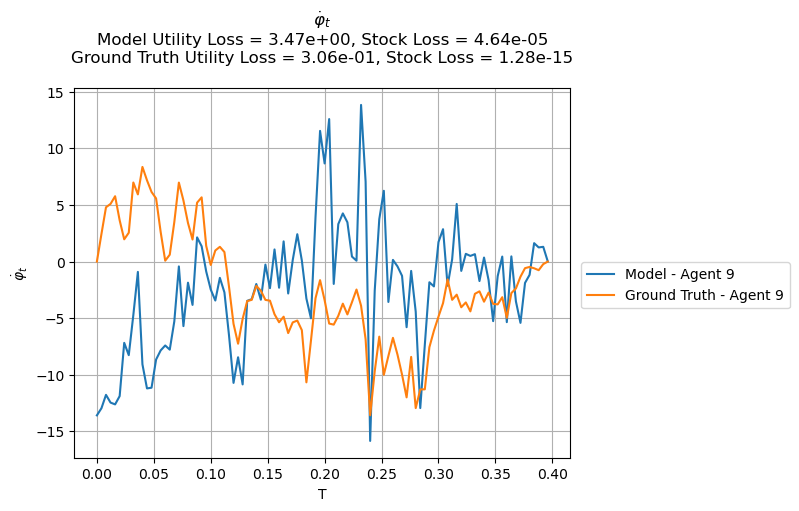 φ̇ₜ
Model Utility Loss = 3.47e+00, Stock Loss = 4.64e-05
Ground Truth Utility Loss = 3.06e-01, Stock Loss = 1.28e-15
15
10
5
0
−5
−10
−15
φ̇ₜ
0.00 0.05 0.10 0.15 0.20 0.25 0.30 0.35 0.40
T
Model - Agent 9
Ground Truth - Agent 9